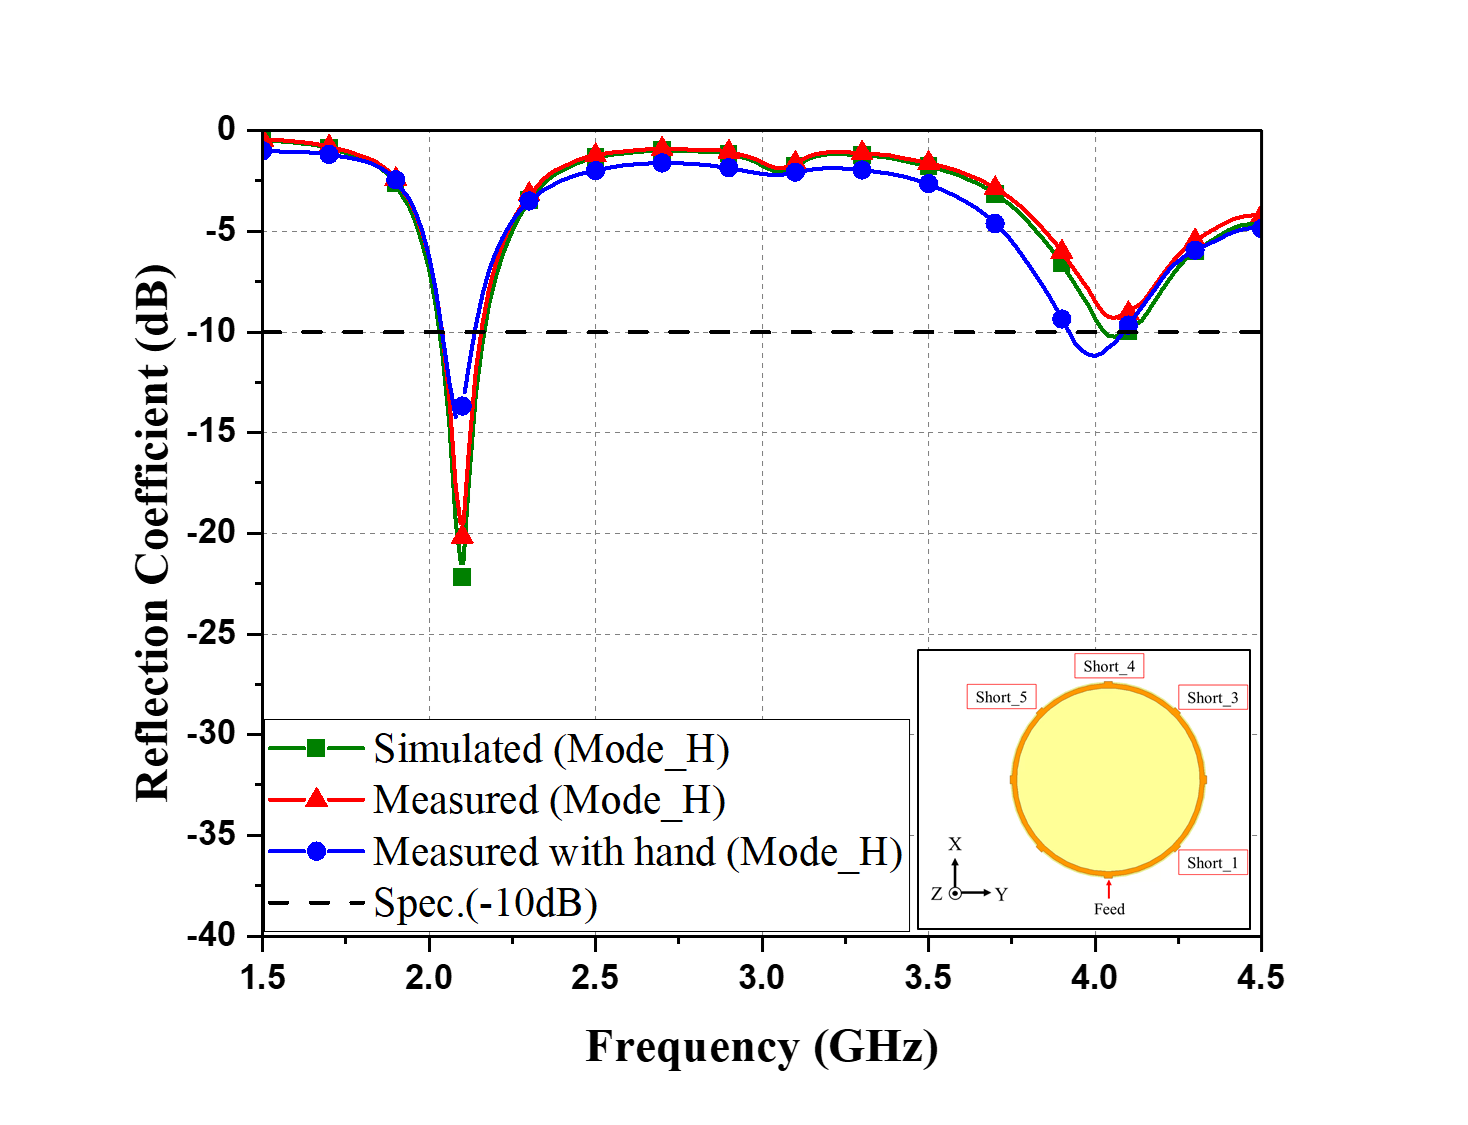 Reflection Coefficient (dB)
0
-5
-10
-15
-20
-25
-30
-35
-40
1.5 2.0 2.5 3.0 3.5 4.0 4.5
Frequency (GHz)
Simulated (Mode_H)
Measured (Mode_H)
Measured with hand (Mode_H)
Spec.(-10dB)
Short_4
Short_5
Short_3
Short_1
X
Z
Y
Feed